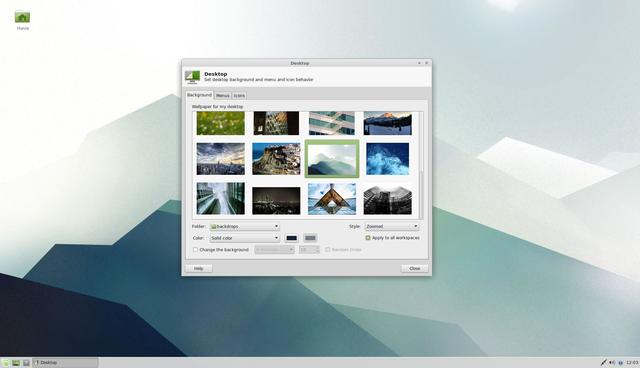 Home
Desktop
Desktop
Set desktop background and menu and icon behavior
Background Menus Icons
Wallpaper for my desktop
Folder: backdrops Style: Zoomed
Color: Solid color Apply to all workspaces
Change the background Random Order
Help Close
Desktop 12:03